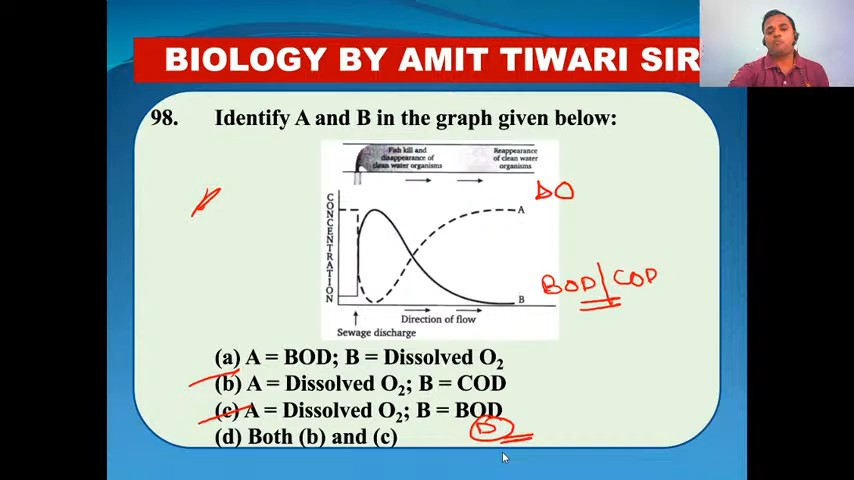 BIOLOGY BY AMIT TIWARI SIR
98. Identify A and B in the graph given below:
Fish kill and
disappearance of
clean water organisms
Reappearance
of clean water
organisms
DO
A
CONCENTRATION
BOD/COD
B
Direction of flow
Sewage discharge
(a) A = BOD; B = Dissolved O₂
(b) A = Dissolved O₂; B = COD
(c) A = Dissolved O₂; B = BOD
(d) Both (b) and (c)
D